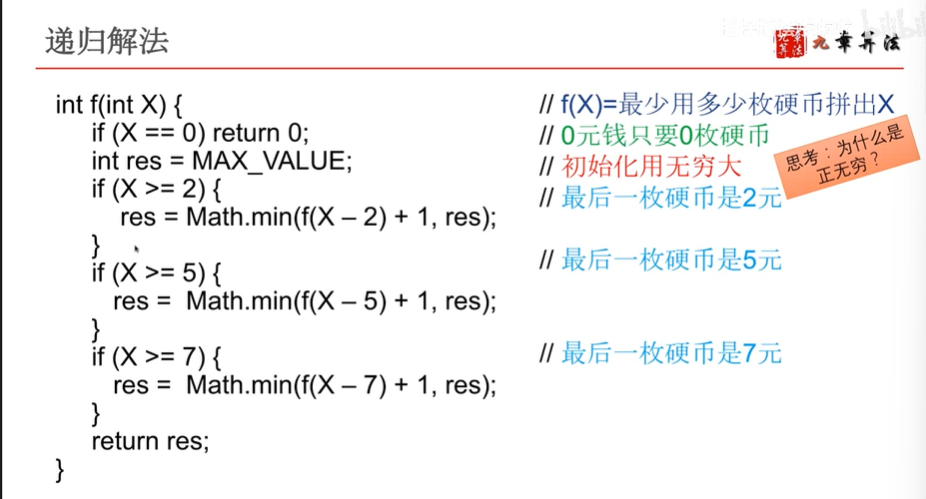 递归解法
九章算法
九章算法
int f(int X) { // f(X)=最少用多少枚硬币拼出X
if (X == 0) return 0; // 0元钱只要0枚硬币
int res = MAX_VALUE; // 初始化用无穷大
思考：为什么是
正无穷？
if (X >= 2) { // 最后一枚硬币是2元
res = Math.min(f(X – 2) + 1, res);
}
if (X >= 5) { // 最后一枚硬币是5元
res = Math.min(f(X – 5) + 1, res);
}
if (X >= 7) { // 最后一枚硬币是7元
res = Math.min(f(X – 7) + 1, res);
}
return res;
}